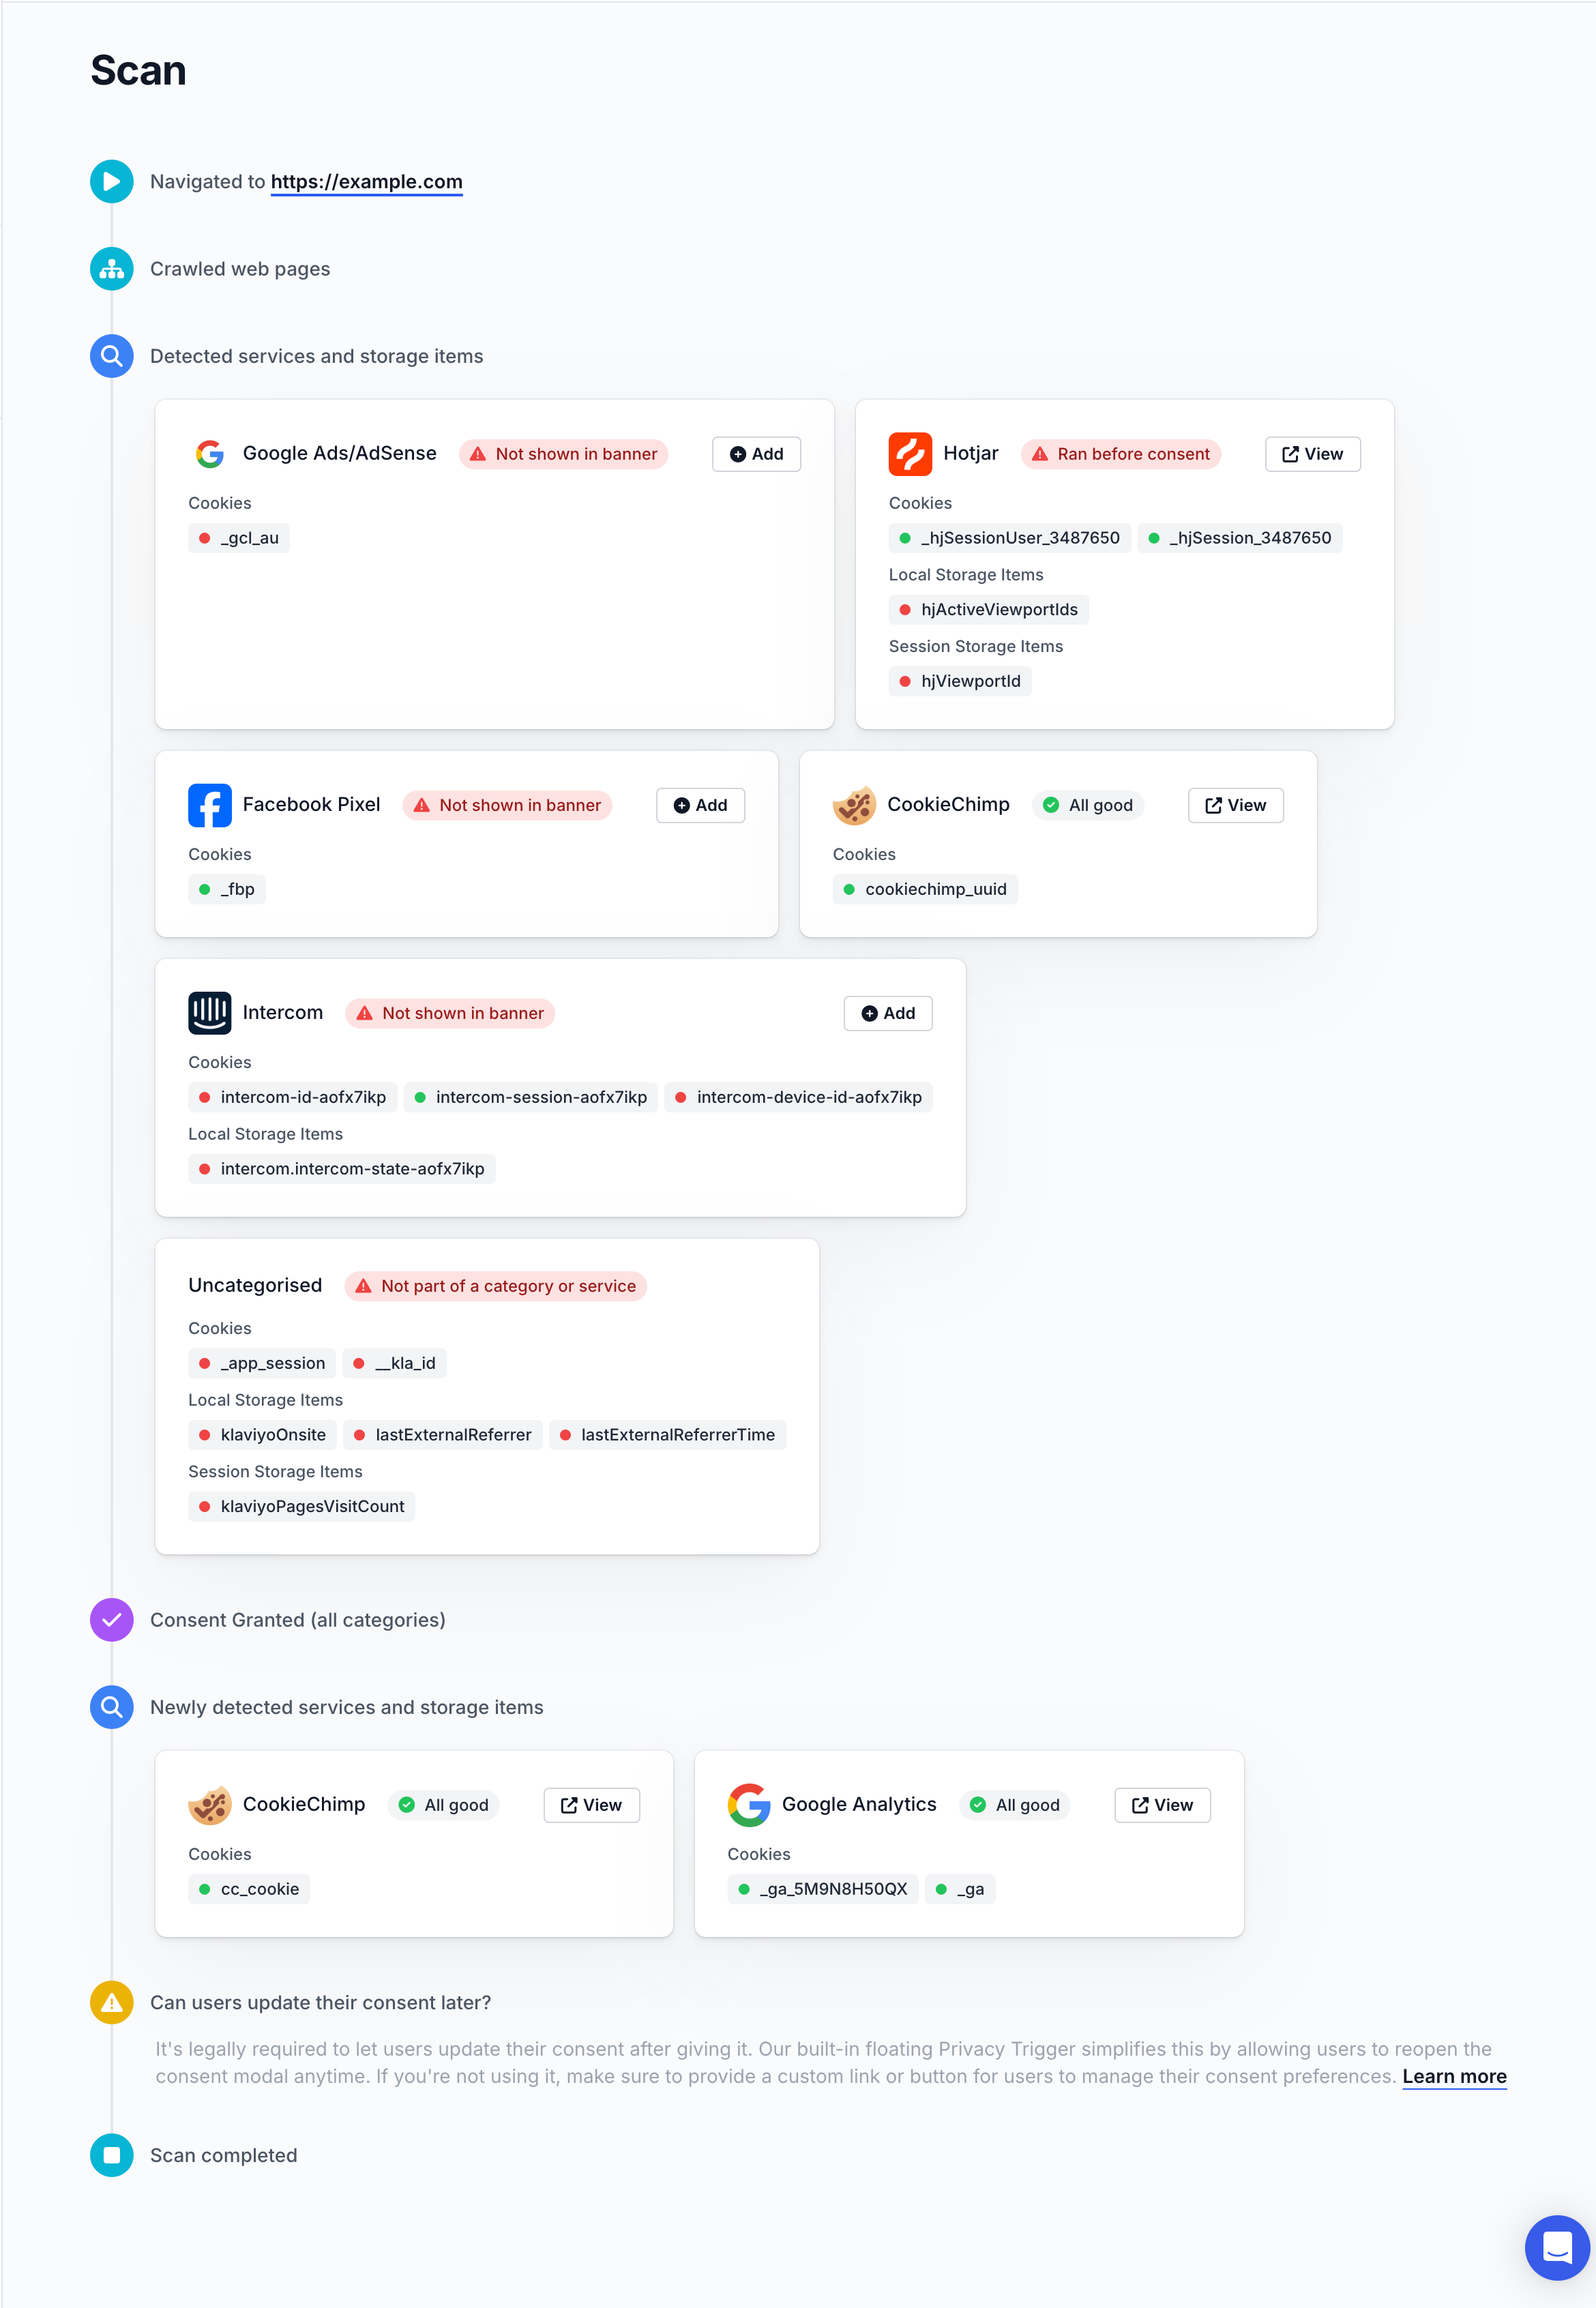 Scan
Navigated to https://example.com
Crawled web pages
Detected services and storage items
Google Ads/AdSense
Not shown in banner
Add
Cookies
_gcl_au
Hotjar
Ran before consent
View
Cookies
_hjSessionUser_3487650
_hjSession_3487650
Local Storage Items
hjActiveViewportIds
Session Storage Items
hjViewportId
Facebook Pixel
Not shown in banner
Add
Cookies
_fbp
CookieChimp
All good
View
Cookies
cookiechimp_uuid
Intercom
Not shown in banner
Add
Cookies
intercom-id-aofx7ikp
intercom-session-aofx7ikp
intercom-device-id-aofx7ikp
Local Storage Items
intercom.intercom-state-aofx7ikp
Uncategorised
Not part of a category or service
Cookies
_app_session
__kla_id
Local Storage Items
klaviyoOnsite
lastExternalReferrer
lastExternalReferrerTime
Session Storage Items
klaviyoPagesVisitCount
Consent Granted (all categories)
Newly detected services and storage items
CookieChimp
All good
View
Cookies
cc_cookie
Google Analytics
All good
View
Cookies
_ga_5M9N8H50QX
_ga
Can users update their consent later?
It's legally required to let users update their consent after giving it. Our built-in floating Privacy Trigger simplifies this by allowing users to reopen the
consent modal anytime. If you're not using it, make sure to provide a custom link or button for users to manage their consent preferences. Learn more
Scan completed